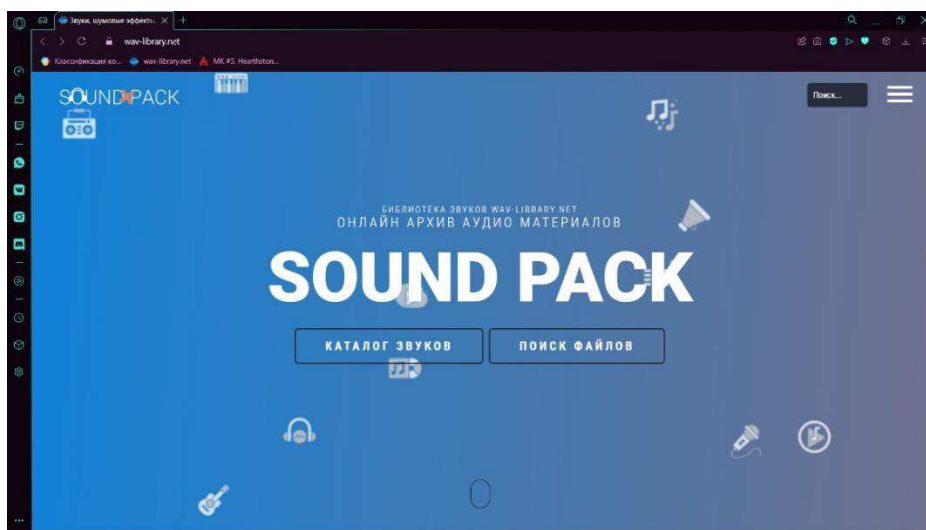 Звуки, шумовые эффекты,
wav-library.net
Классификация ко...
wav-library.net
MK #5. Hearthston...
SOUNDPACK
Поиск...
БИБЛИОТЕКА ЗВУКОВ WAV-LIBRARY.NET
ОНЛАЙН АРХИВ АУДИО МАТЕРИАЛОВ
SOUND PACK
КАТАЛОГ ЗВУКОВ
ПОИСК ФАЙЛОВ